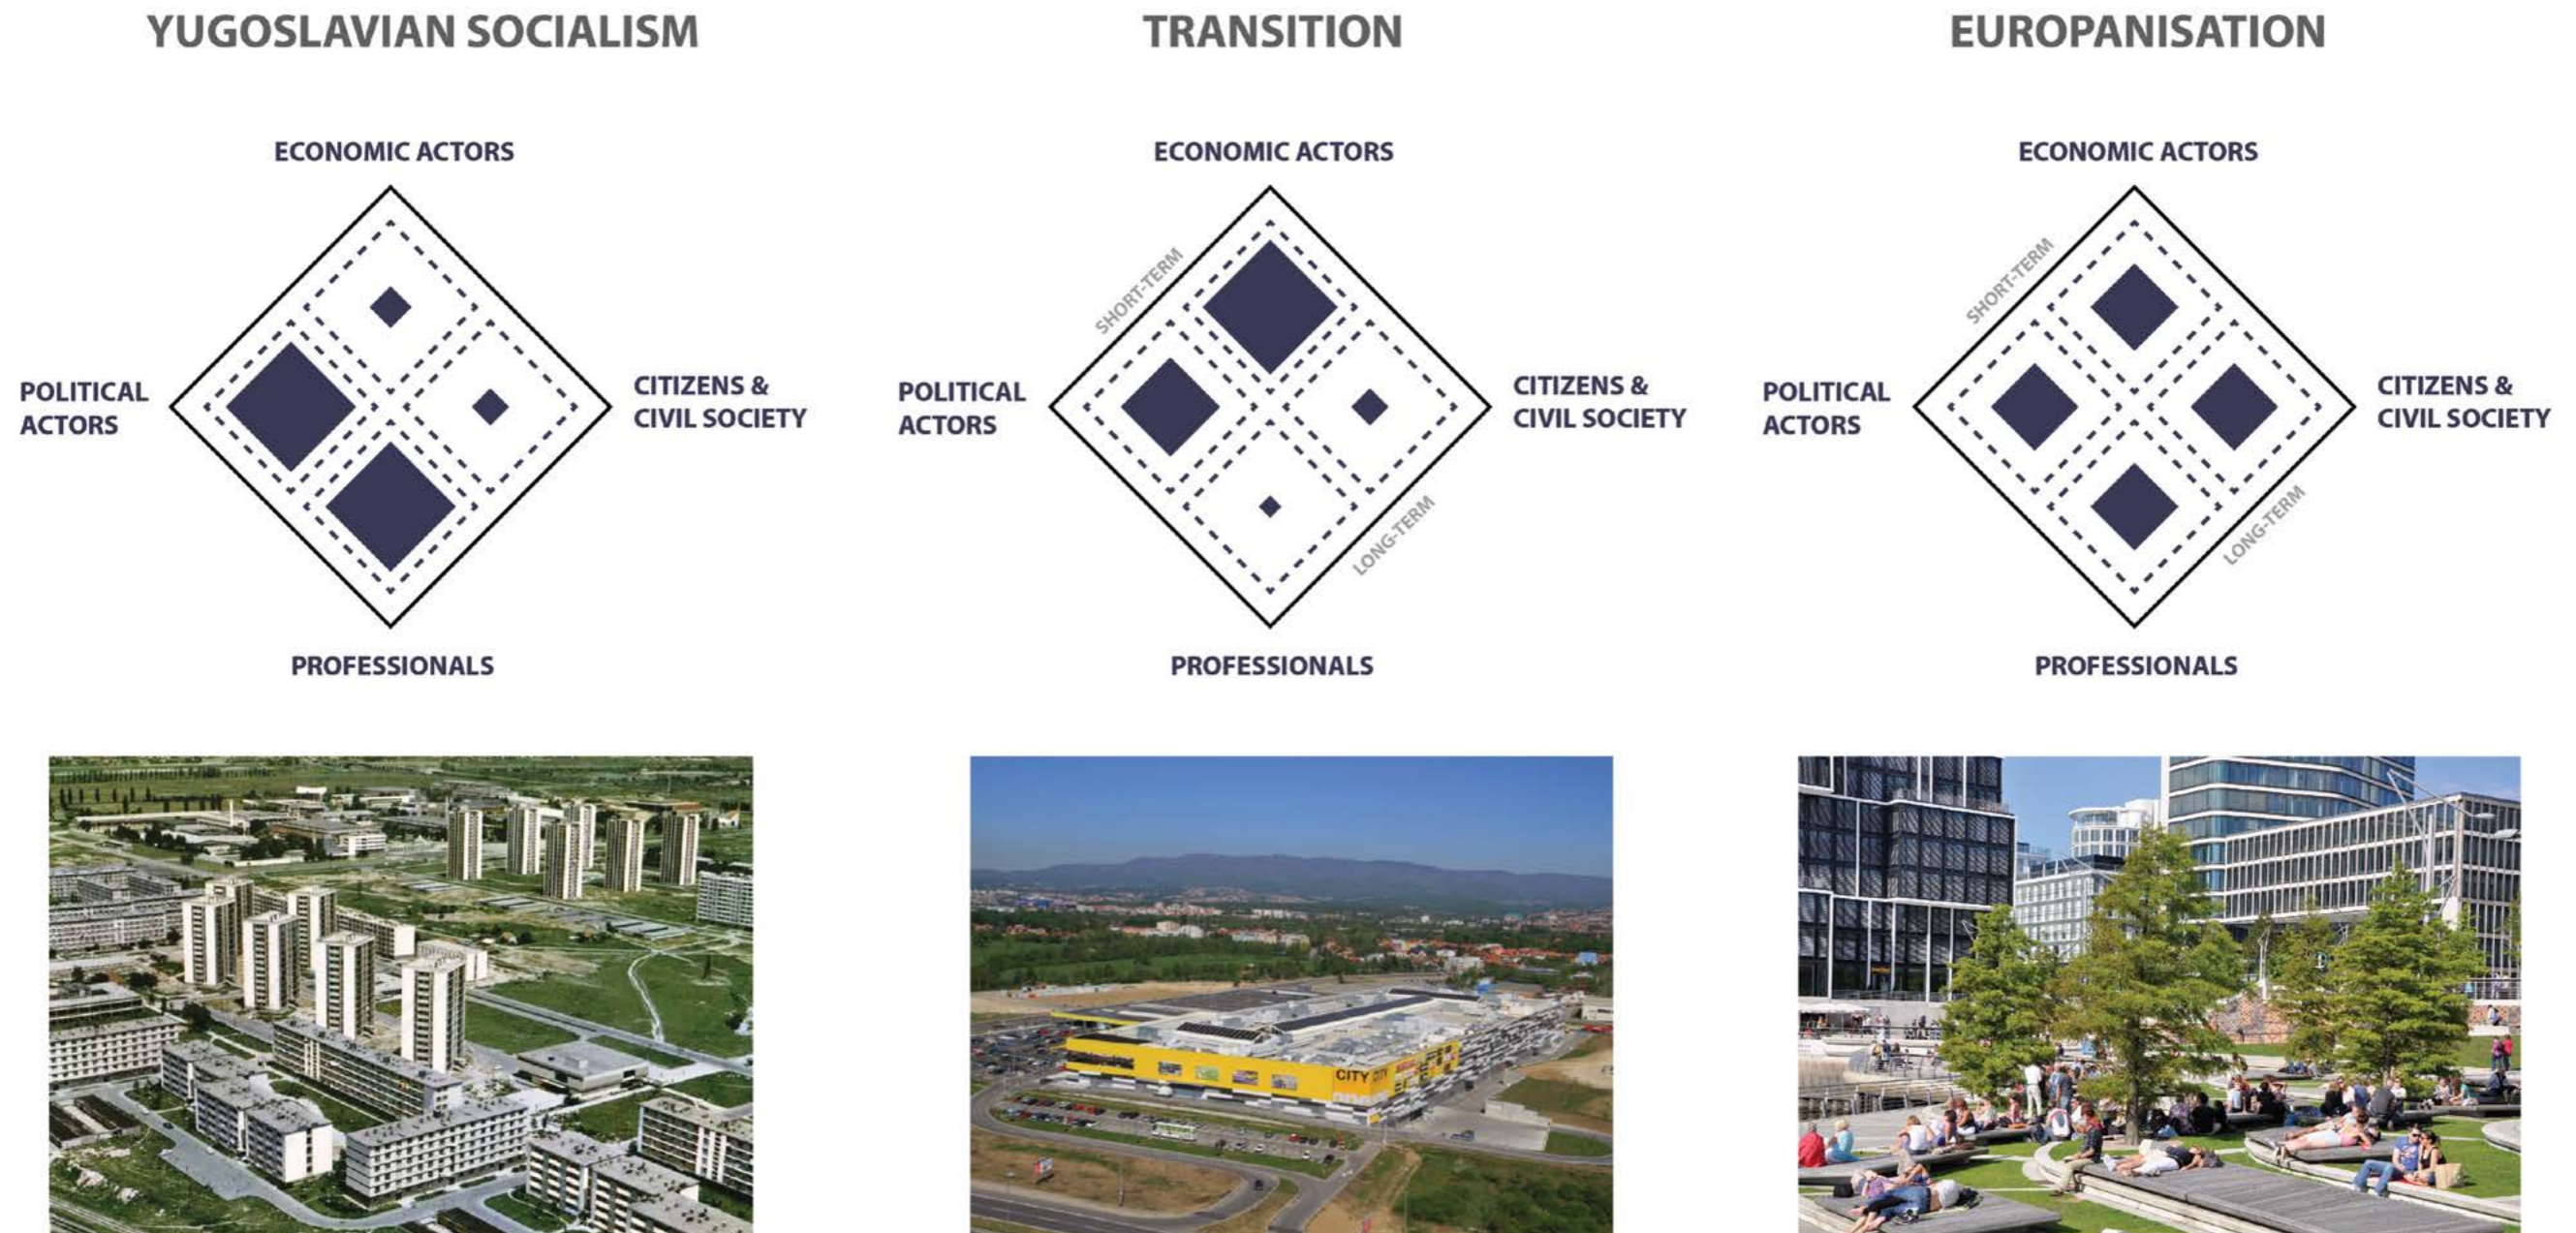 YUGOSLAVIAN SOCIALISM
ECONOMIC ACTORS
POLITICAL
ACTORS
CITIZENS &
CIVIL SOCIETY
PROFESSIONALS
TRANSITION
ECONOMIC ACTORS
SHORT-TERM
POLITICAL
ACTORS
CITIZENS &
CIVIL SOCIETY
LONG-TERM
PROFESSIONALS
CITY
EUROPANISATION
ECONOMIC ACTORS
SHORT-TERM
POLITICAL
ACTORS
CITIZENS &
CIVIL SOCIETY
LONG-TERM
PROFESSIONALS